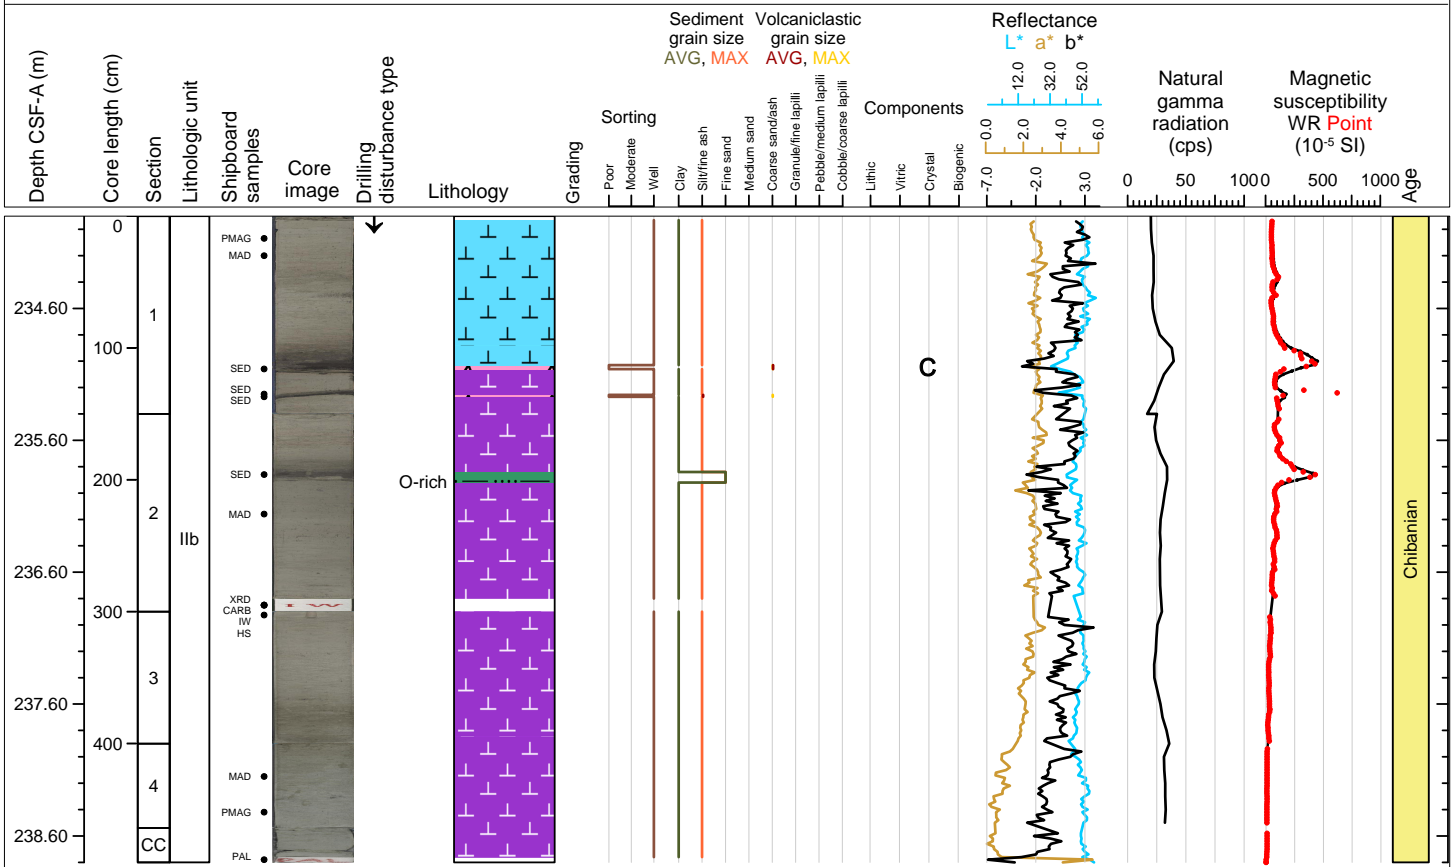 Depth CSF-A (m)
Core length (cm)
Section
Lithologic unit
Shipboard
samples
Core
image
Drilling
disturbance type
Lithology
Grading
Sorting
Poor
Moderate
Well
Sediment
grain size
AVG, MAX
Volcaniclastic
grain size
AVG, MAX
Clay
Silt/fine ash
Fine sand
Medium sand
Coarse sand/ash
Granule/fine lapilli
Pebble/medium lapilli
Cobble/coarse lapilli
Components
Lithic
Vitric
Crystal
Biogenic
Reflectance
L* a* b*
12.0 32.0 52.0
0.0 2.0 4.0 6.0
-7.0 -2.0 3.0
Natural
gamma
radiation
(cps)
0 50 100
Magnetic
susceptibility
WR Point
(10-5 SI)
0 500 1000
Age
0
100
200
300
400
234.60
235.60
236.60
237.60
238.60
1
2
3
4
CC
IIb
PMAG
MAD
SED
SED
SED
SED
MAD
XRD
CARB
IW
HS
MAD
PMAG
PAL
I W
PAL
O-rich
C
Chibanian